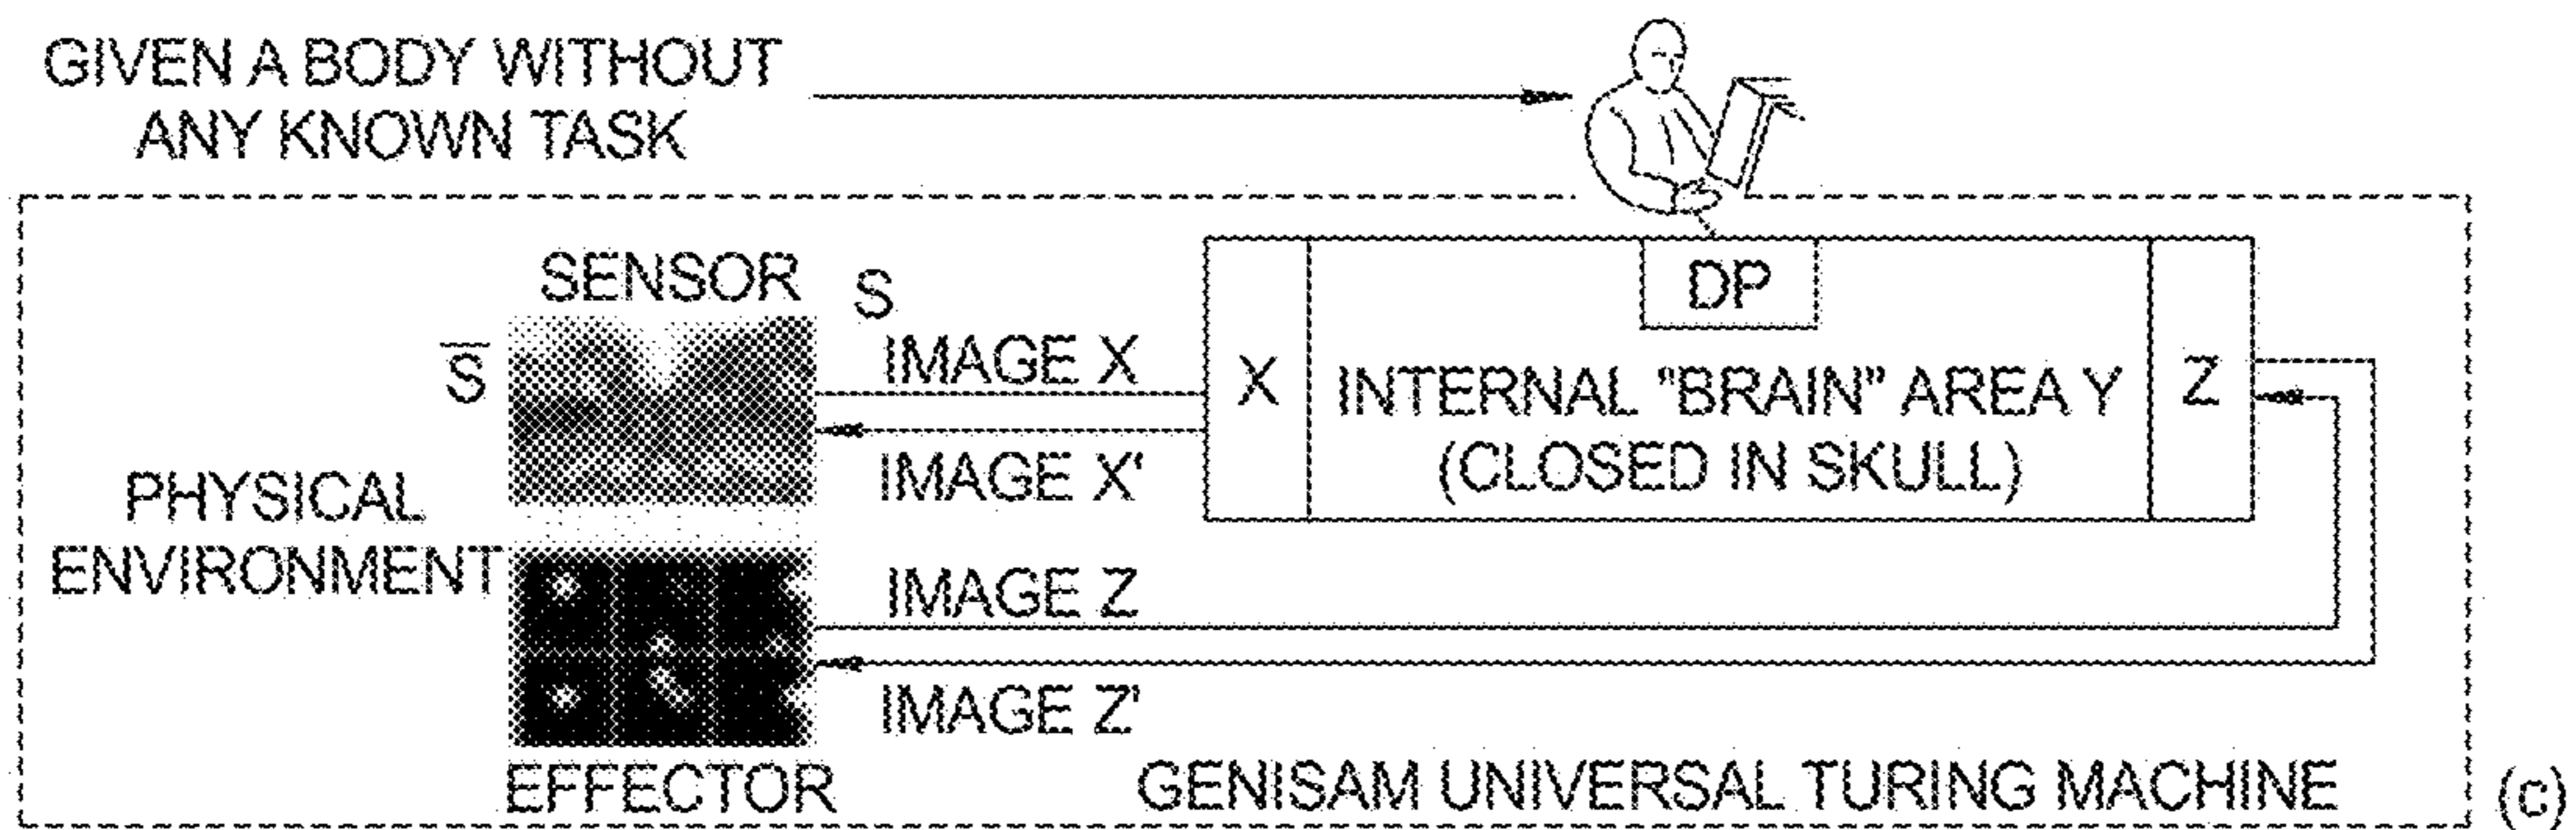 GIVEN A BODY WITHOUT
ANY KNOWN TASK
SENSOR
S
S̅
IMAGE X
IMAGE X'
X
DP
INTERNAL "BRAIN" AREA Y
(CLOSED IN SKULL)
Z
PHYSICAL
ENVIRONMENT
IMAGE Z
IMAGE Z'
EFFECTOR
GENISAM UNIVERSAL TURING MACHINE
(c)